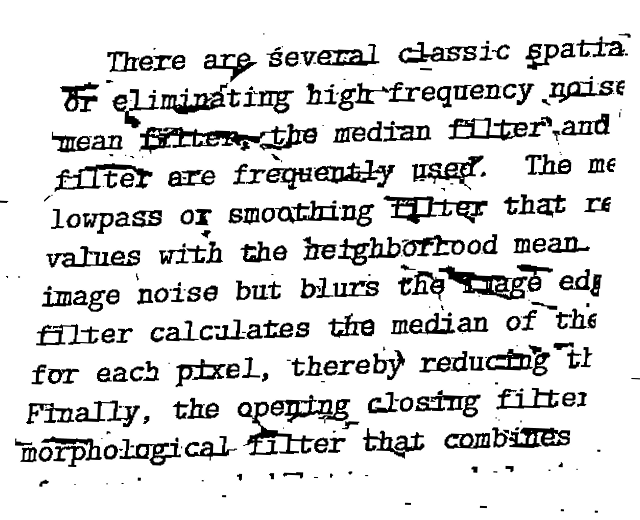 There are several classic spatial
or eliminating high frequency noise
mean filter, the median filter and
filter are frequently used. The me
lowpass or smoothing filter that re
values with the neighborhood mean
image noise but blurs the image edg
filter calculates the median of the
for each pixel, thereby reducing th
Finally, the opening closing filter
morphological filter that combines